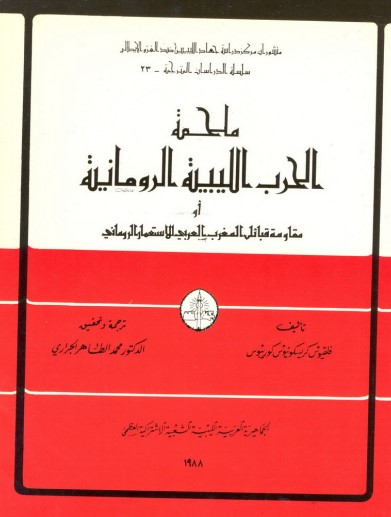 منشورات مركز دراسة جهاد الليبيين ضد الغزو الإيطالي
سلسلة الدراسات المترجمة - ٢٣
ملحمة
الحرب الليبية الرومانية
أو
مقاومة قبائل المغرب العربي للاستعمار الروماني
تأليف
فلفيوس كريسكونيوس كوريبوس
ترجمة وتحقيق
الدكتور محمد الطاهر الجراري
الجماهيرية العربية الليبية الشعبية الاشتراكية العظمى
١٩٨٨